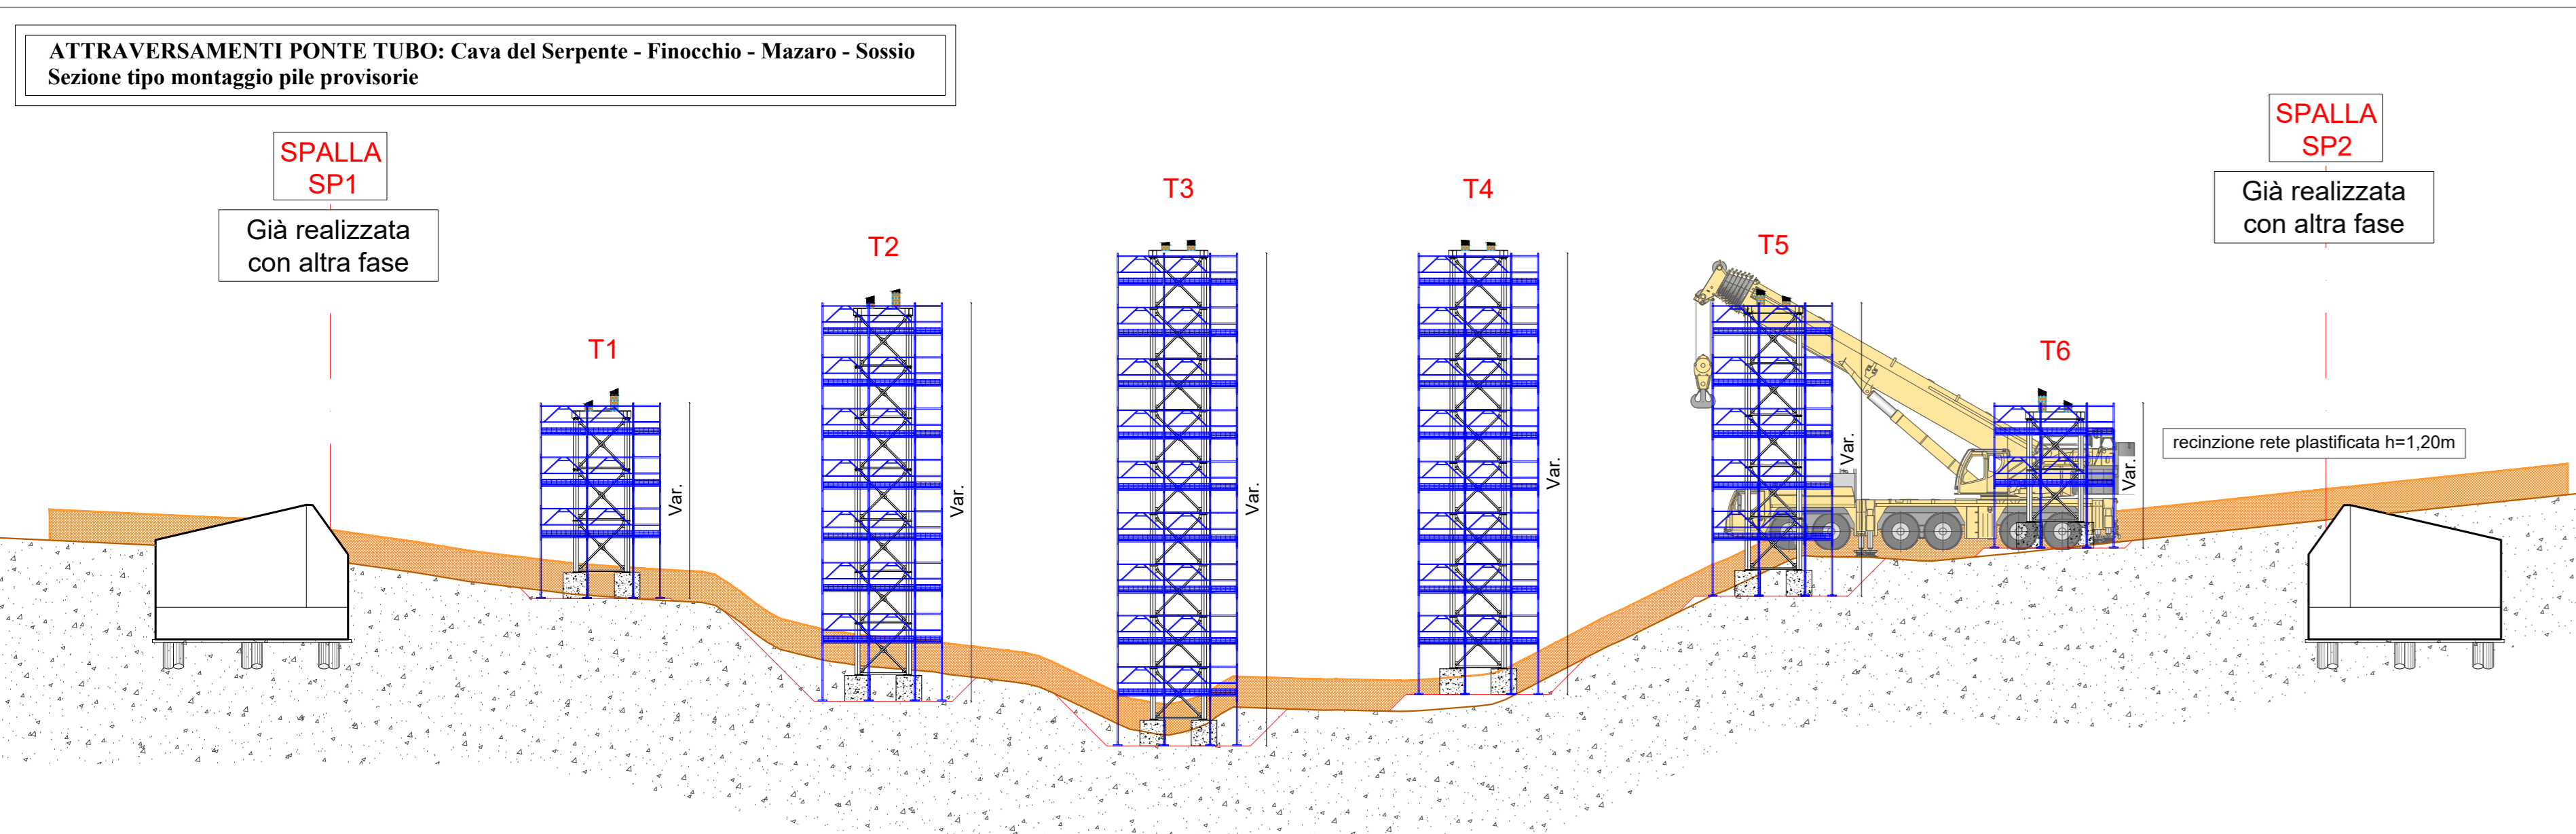 ATTRAVERSAMENTI PONTE TUBO: Cava del Serpente - Finocchio - Mazaro - Sossio
Sezione tipo montaggio pile provisorie
SPALLA
SP1
Già realizzata
con altra fase
T1
Var.
T2
Var.
T3
Var.
T4
Var.
T5
Var.
T6
Var.
SPALLA
SP2
Già realizzata
con altra fase
recinzione rete plastificata h=1,20m